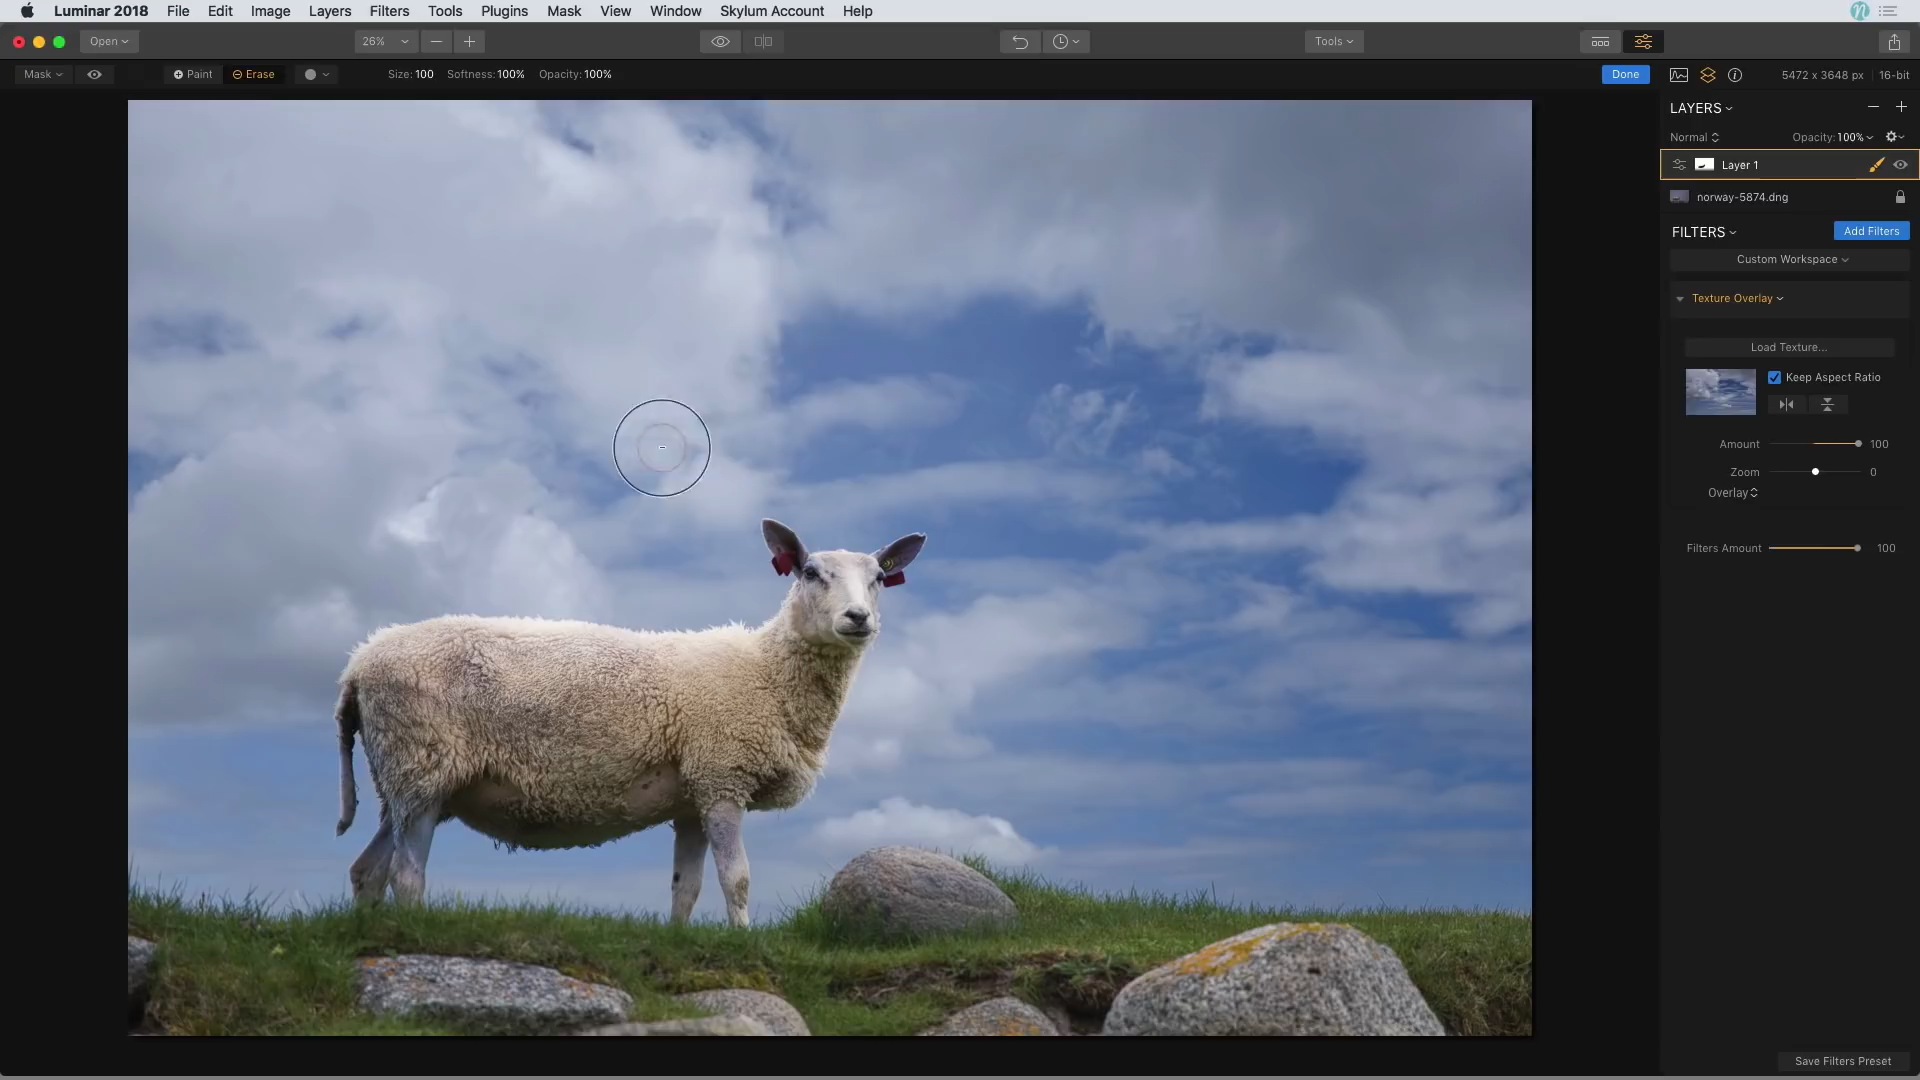 Luminar 2018 File Edit Image Layers Filters Tools Plugins Mask View Window Skylum Account Help
Open 26% Tools
Mask Paint Erase Size: 100 Softness: 100% Opacity: 100% Done 5472 x 3648 px 16-bit
LAYERS
Normal Opacity: 100%
Layer 1
norway-5874.dng
FILTERS Add Filters
Custom Workspace
Texture Overlay
Load Texture...
Keep Aspect Ratio
Amount 100
Zoom 0
Overlay
Filters Amount 100
Save Filters Preset